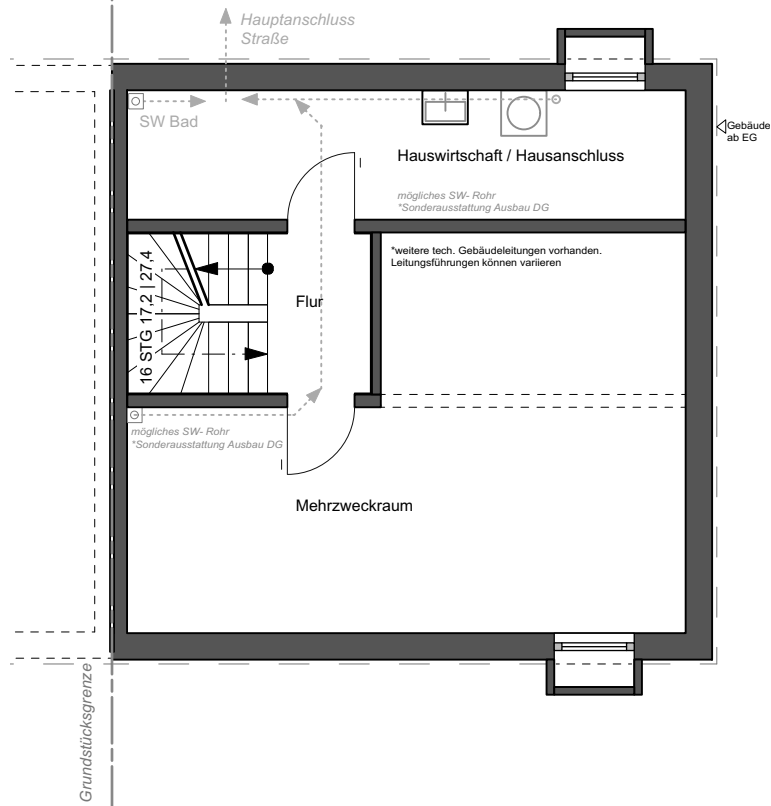 Hauptanschluss
Straße
SW Bad
Gebäude
ab EG
Hauswirtschaft / Hausanschluss
mögliches SW- Rohr
*Sonderausstattung Ausbau DG
*weitere tech. Gebäudeleitungen vorhanden.
Leitungsführungen können variieren
16 STG 17,2 | 27,4
Flur
mögliches SW- Rohr
*Sonderausstattung Ausbau DG
Mehrzweckraum
Grundstücksgrenze